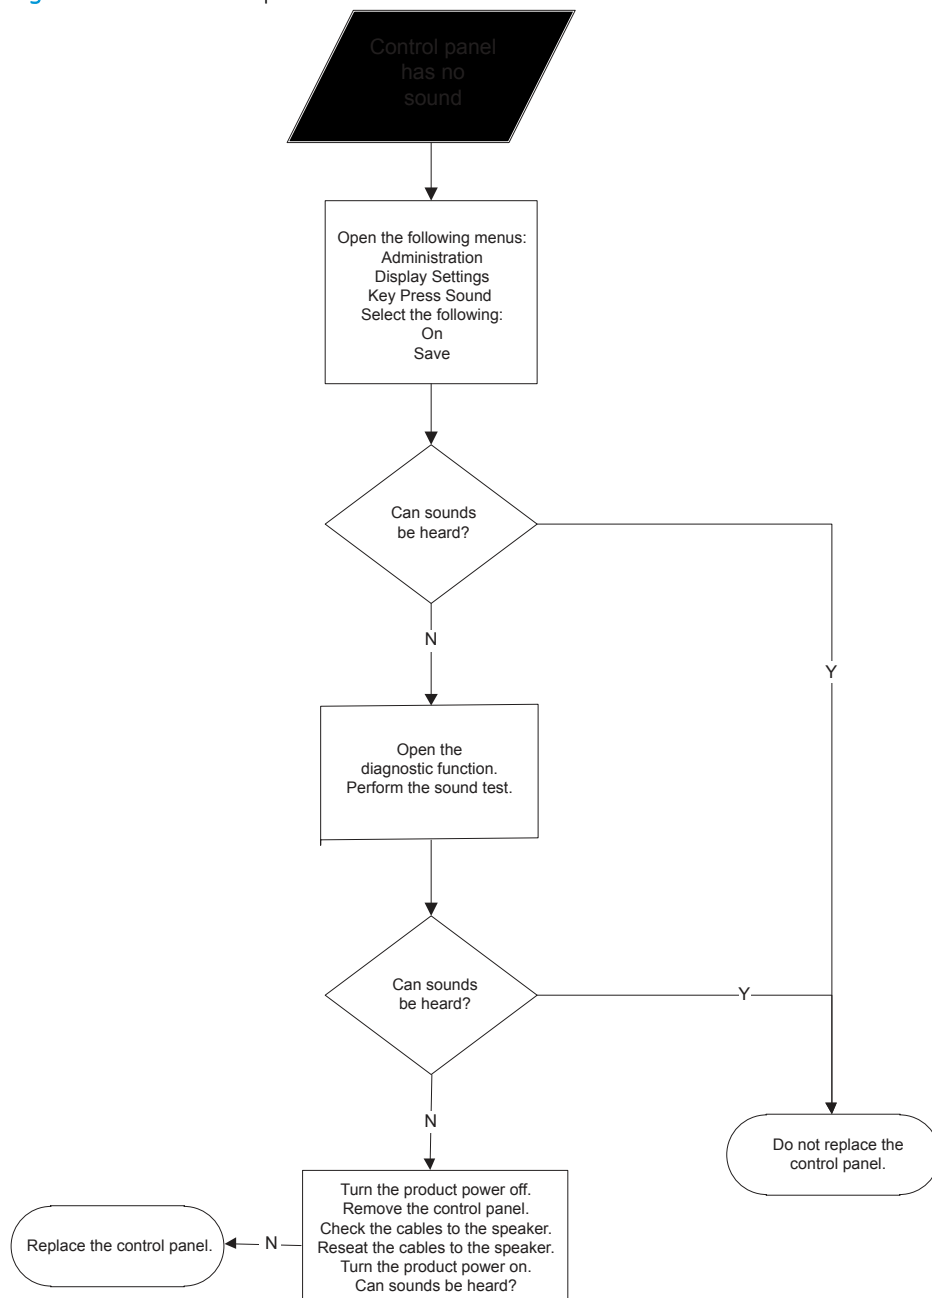 Control panel
has no
sound
Open the following menus:
Administration
Display Settings
Key Press Sound
Select the following:
On
Save
Can sounds
be heard?
N
Y
Open the
diagnostic function.
Perform the sound test.
Can sounds
be heard?
Y
N
Do not replace the
control panel.
Turn the product power off.
Remove the control panel.
Check the cables to the speaker.
Reseat the cables to the speaker.
Turn the product power on.
Can sounds be heard?
N
Replace the control panel.